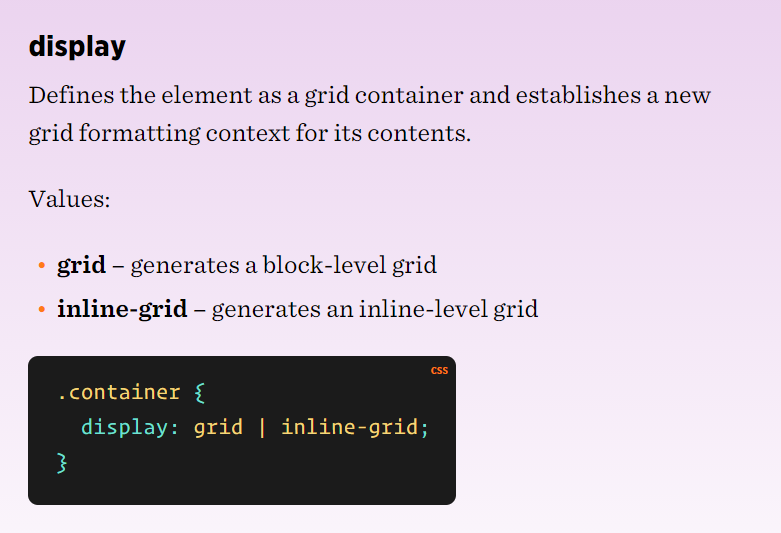 display
Defines the element as a grid container and establishes a new
grid formatting context for its contents.
Values:
• grid – generates a block-level grid
• inline-grid – generates an inline-level grid
CSS
.container {
  display: grid | inline-grid;
}